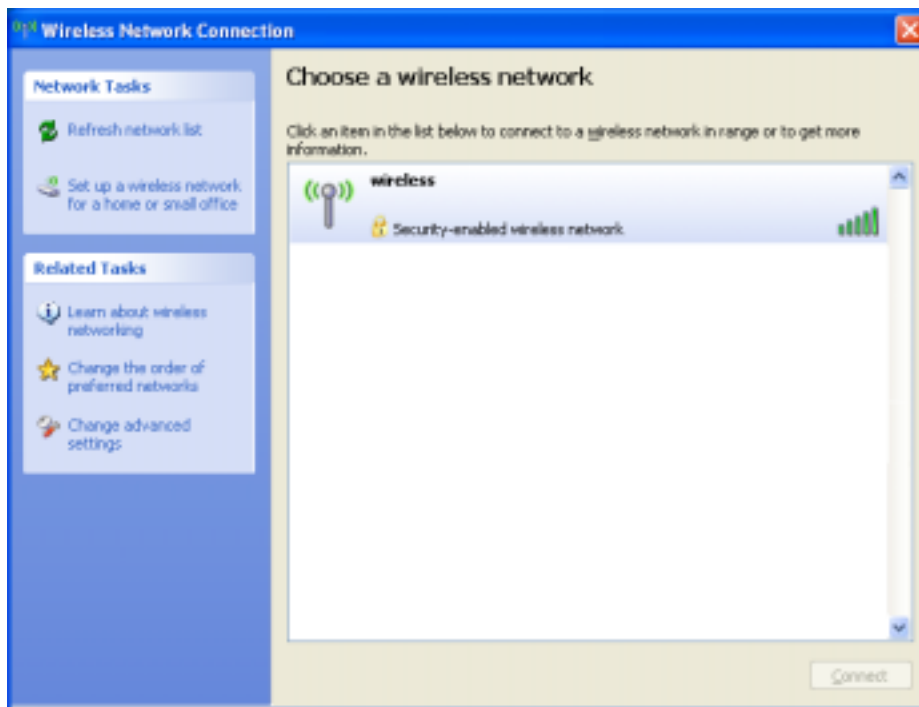 Wireless Network Connection
Network Tasks
Refresh network list
Set up a wireless network
for a home or small office
Related Tasks
Learn about wireless
networking
Change the order of
preferred networks
Change advanced
settings
Choose a wireless network
Click an item in the list below to connect to a wireless network in range or to get more
information.
wireless
Security-enabled wireless network
Connect